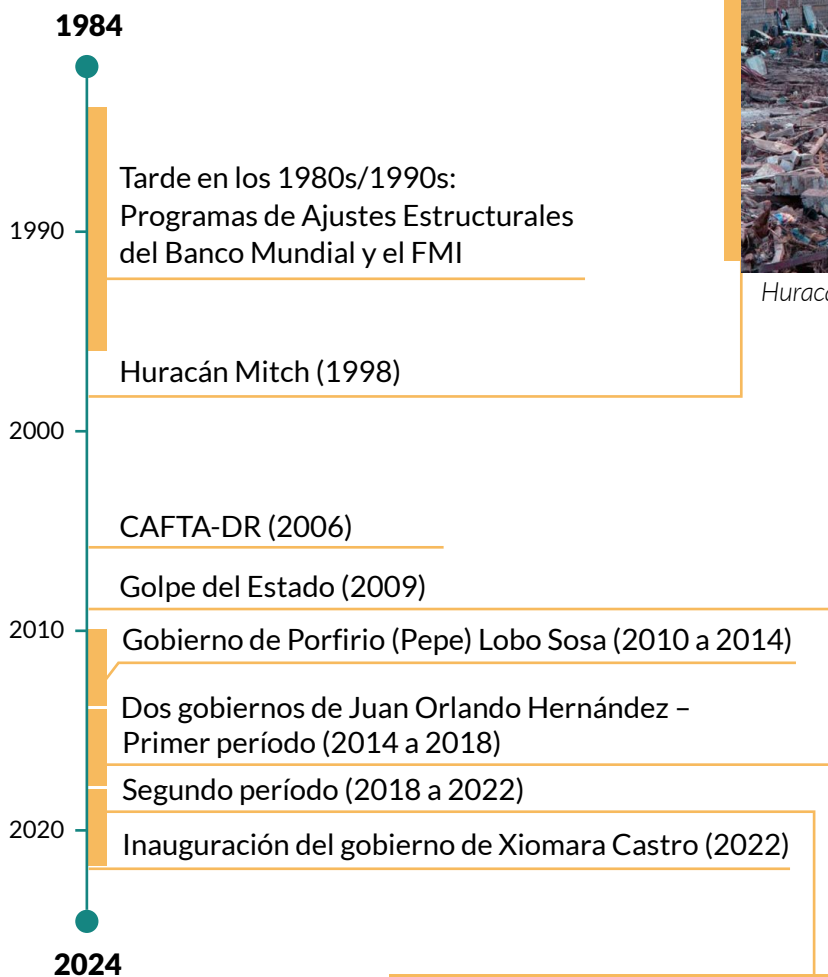 1984
Tarde en los 1980s/1990s:
Programas de Ajustes Estructurales
1990
del Banco Mundial y el FMI
Huracán Mitch (1998)
2000
CAFTA-DR (2006)
Golpe del Estado (2009)
2010
Gobierno de Porfirio (Pepe) Lobo Sosa (2010 a 2014)
Dos gobiernos de Juan Orlando Hernández –
Primer período (2014 a 2018)
Segundo período (2018 a 2022)
2020
Inauguración del gobierno de Xiomara Castro (2022)
2024